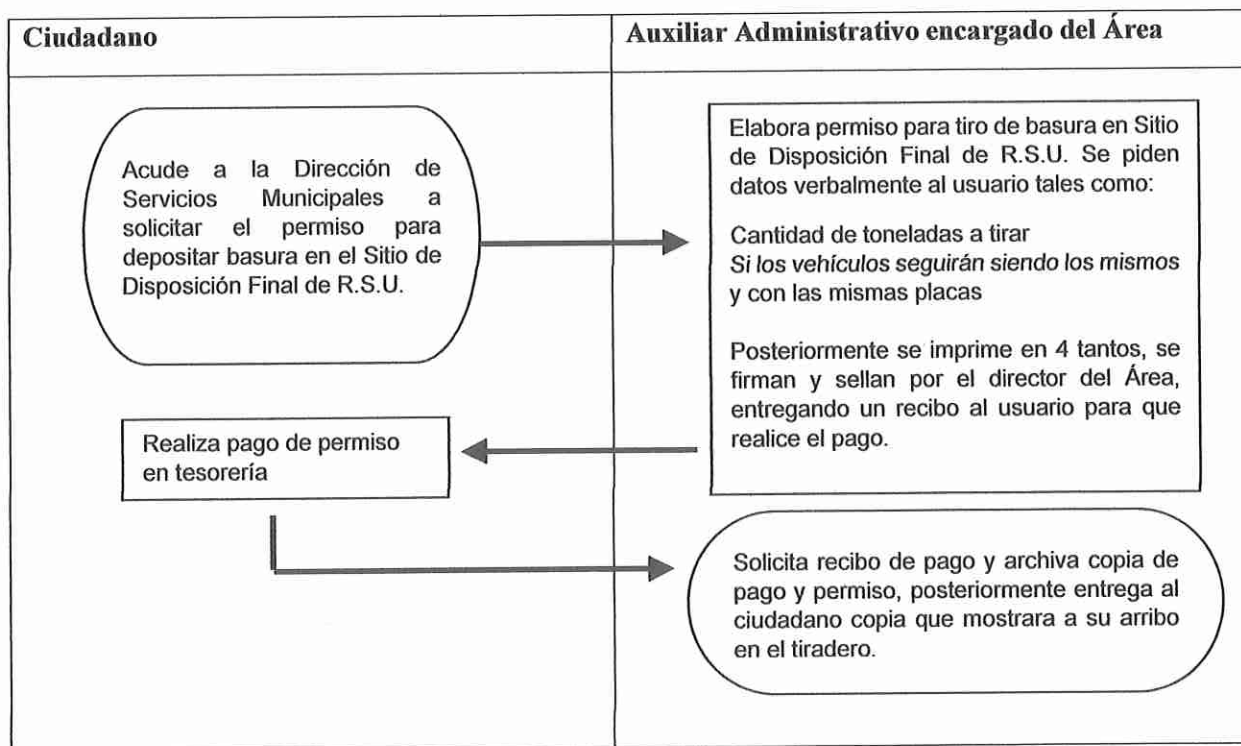 Ciudadano
Auxiliar Administrativo encargado del Área
Acude a la Dirección de
Servicios Municipales a
solicitar el permiso para
depositar basura en el Sitio de
Disposición Final de R.S.U.
Elabora permiso para tiro de basura en Sitio
de Disposición Final de R.S.U. Se piden
datos verbalmente al usuario tales como:
Cantidad de toneladas a tirar
Si los vehículos seguirán siendo los mismos
y con las mismas placas
Posteriormente se imprime en 4 tantos, se
firman y sellan por el director del Área,
entregando un recibo al usuario para que
realice el pago.
Realiza pago de permiso
en tesorería
Solicita recibo de pago y archiva copia de
pago y permiso, posteriormente entrega al
ciudadano copia que mostrara a su arribo
en el tiradero.